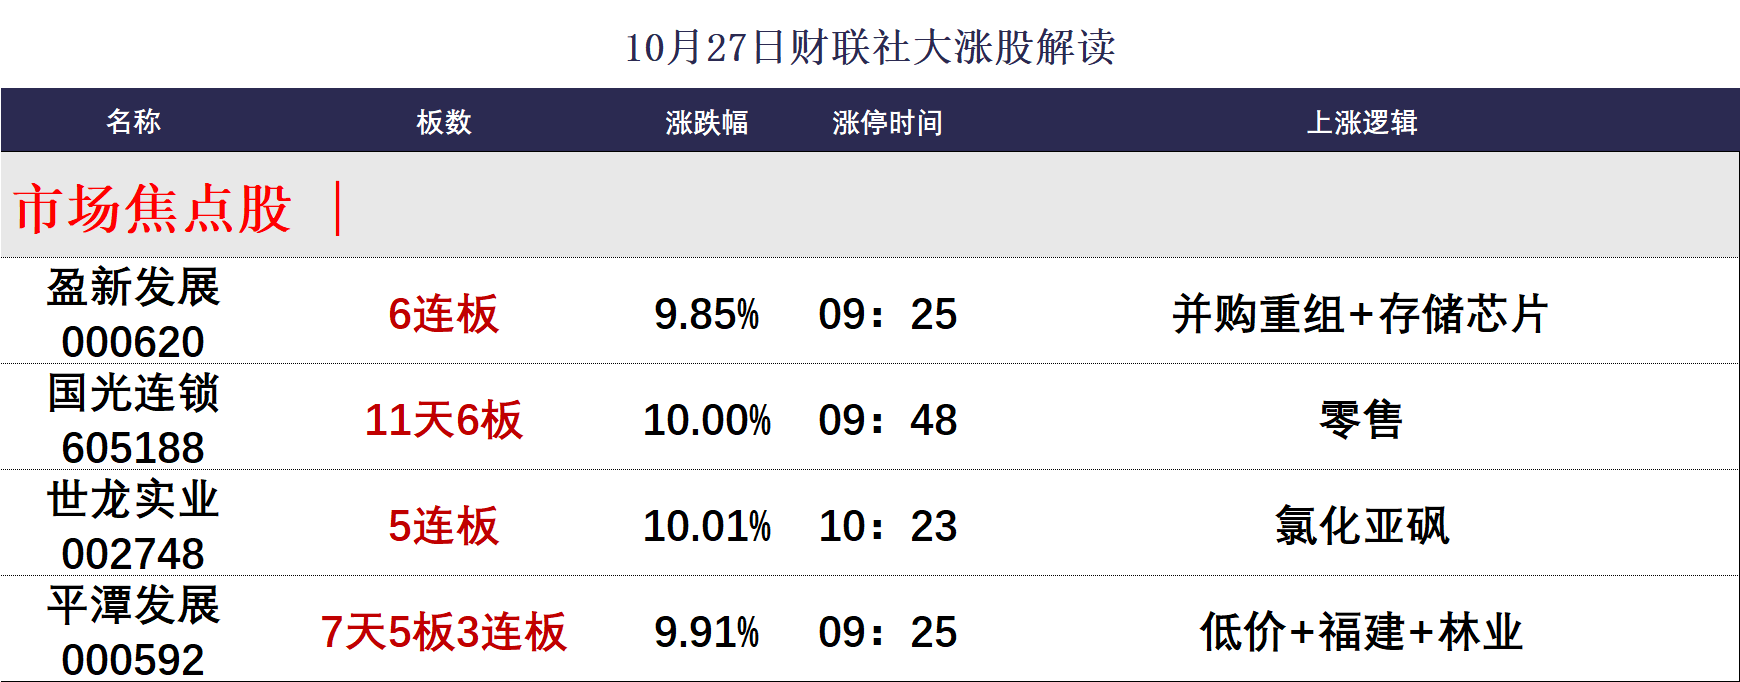 10月27日财联社大涨股解读
名称 板数 涨跌幅 涨停时间 上涨逻辑
市场焦点股 ｜
盈新发展
000620 6连板 9.85% 09：25 并购重组+存储芯片
国光连锁
605188 11天6板 10.00% 09：48 零售
世龙实业
002748 5连板 10.01% 10：23 氯化亚砜
平潭发展
000592 7天5板3连板 9.91% 09：25 低价+福建+林业